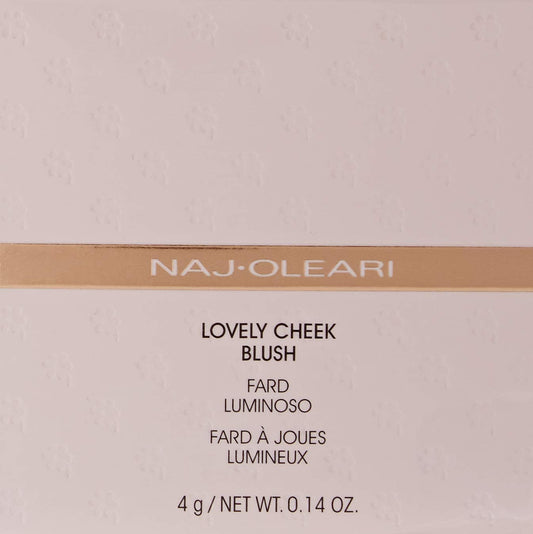 NAJ·OLEARI
LOVELY CHEEK
BLUSH
FARD
LUMINOSO
FARD À JOUES
LUMINEUX
4 g / NET WT. 0.14 OZ.